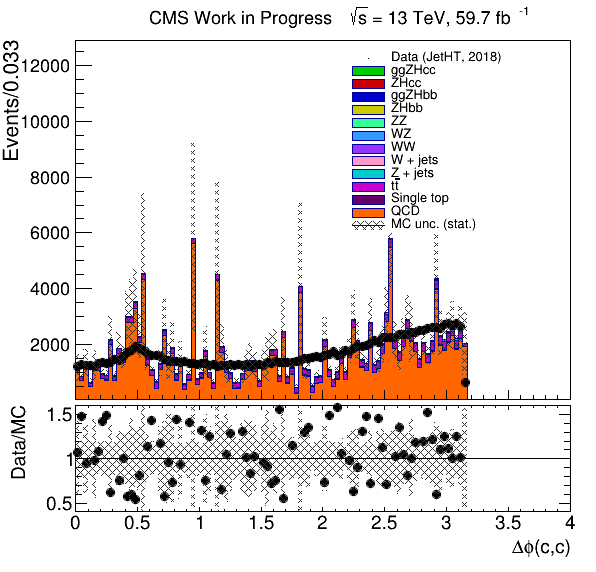 CMS Work in Progress √s = 13 TeV, 59.7 fb⁻¹
Events/0.033
12000
10000
8000
6000
4000
2000
Data (JetHT, 2018)
ggZHcc
ZHcc
ggZHbb
ZHbb
ZZ
WZ
WW
W + jets
Z + jets
tt̄
Single top
QCD
MC unc. (stat.)
Data/MC
1.5
1
0.5
0 0.5 1 1.5 2 2.5 3 3.5 4
Δϕ(c,c)